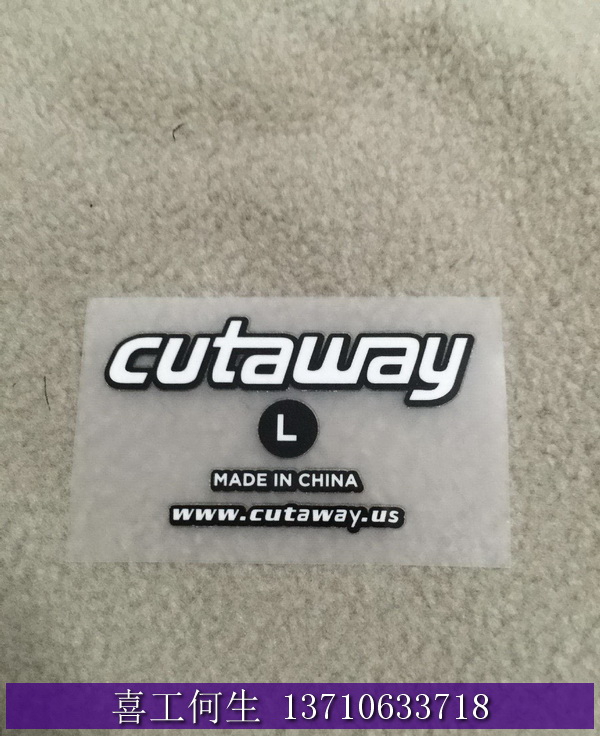 cutaway
L
MADE IN CHINA
www.cutaway.us
喜工何生 13710633718